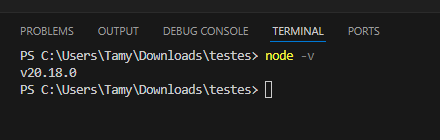 PROBLEMS OUTPUT DEBUG CONSOLE TERMINAL PORTS
PS C:\Users\Tamy\Downloads\testes> node -v
v20.18.0
PS C:\Users\Tamy\Downloads\testes>